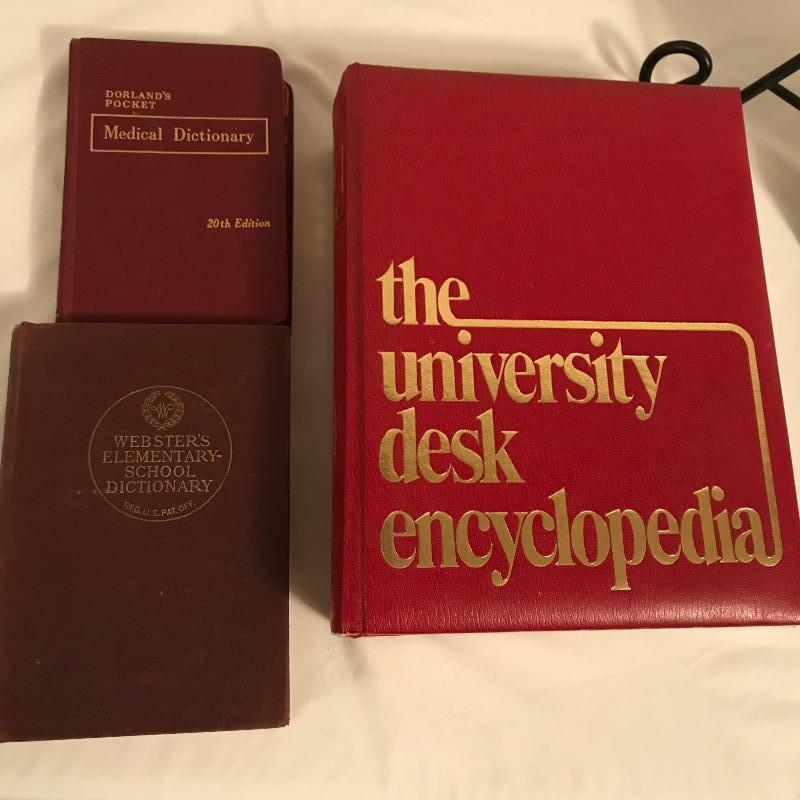 DORLAND'S
POCKET
Medical Dictionary
20th Edition
WEBSTER'S
ELEMENTARY-
SCHOOL
DICTIONARY
REG. U.S. PAT. OFF.
the
university
desk
encyclopedia